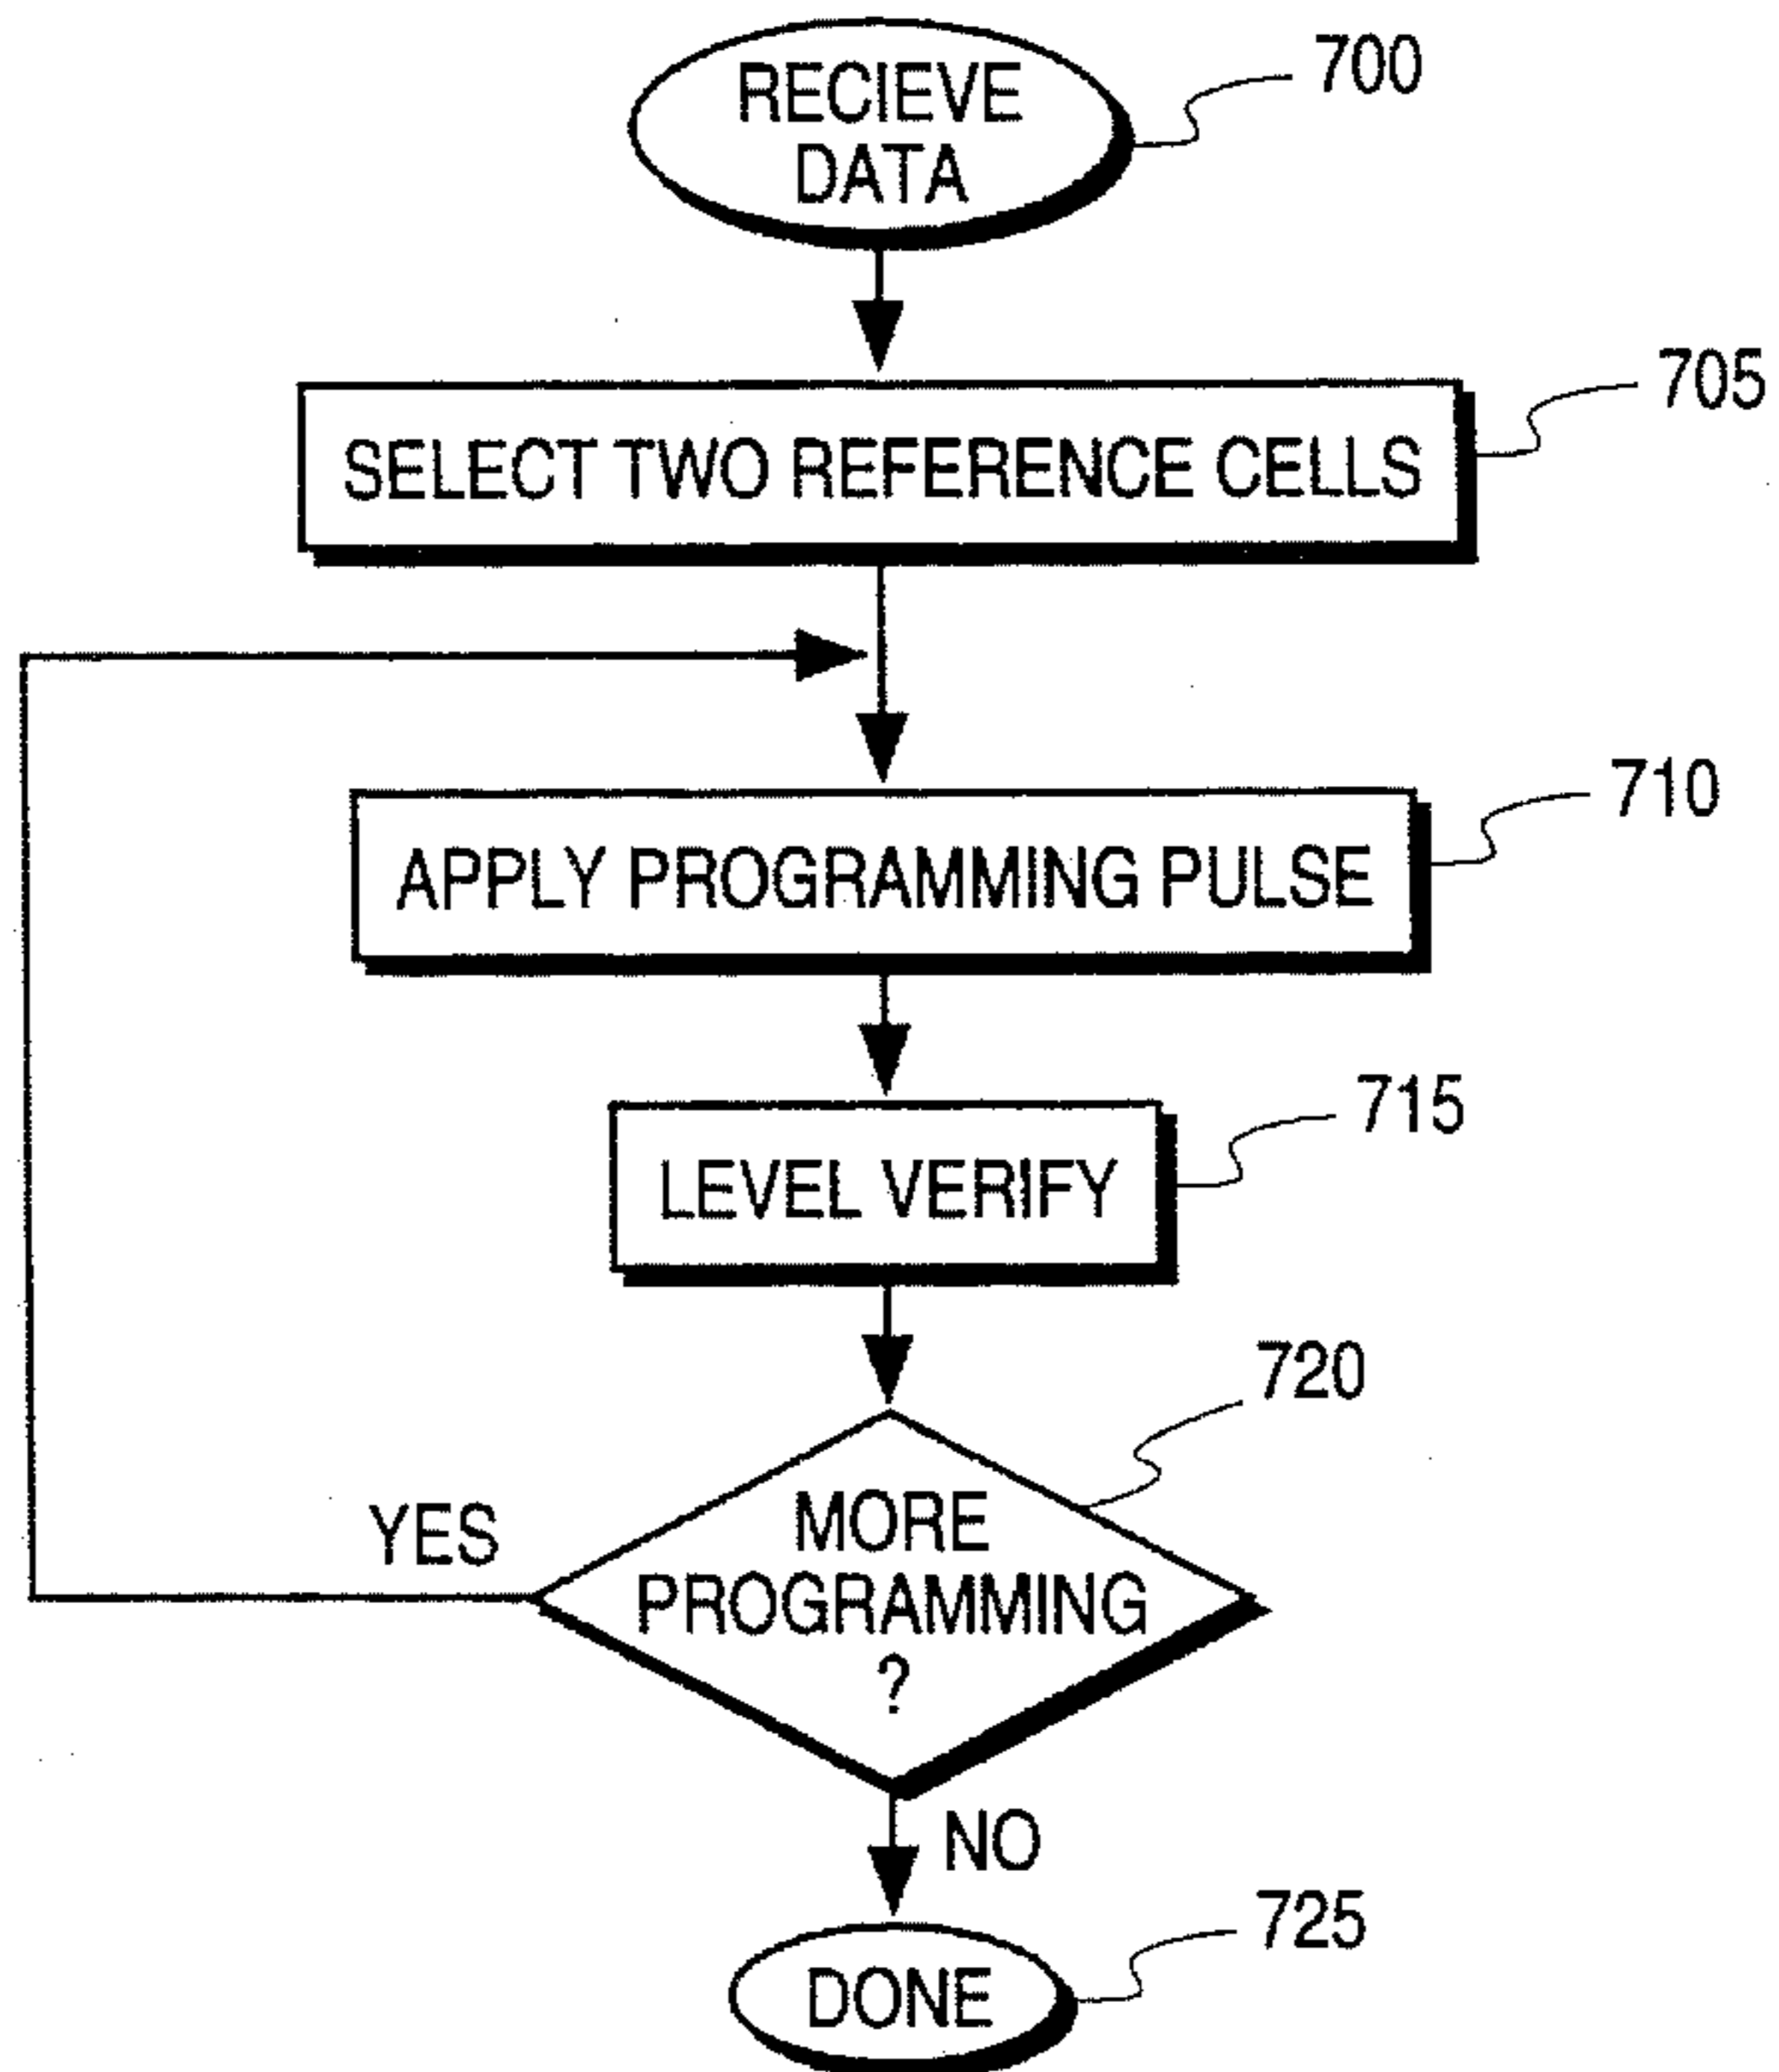 RECIEVE
DATA
700
SELECT TWO REFERENCE CELLS
705
APPLY PROGRAMMING PULSE
710
LEVEL VERIFY
715
720
MORE
PROGRAMMING
?
YES
NO
DONE
725